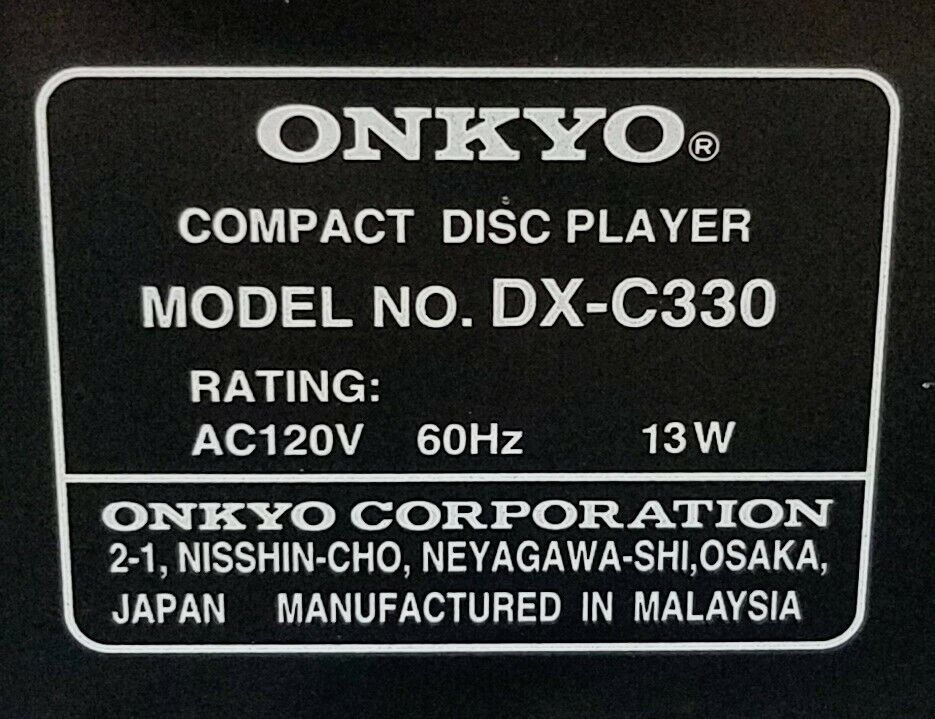 ONKYO®
COMPACT DISC PLAYER
MODEL NO. DX-C330
RATING:
AC120V 60Hz 13W
ONKYO CORPORATION
2-1, NISSHIN-CHO, NEYAGAWA-SHI,OSAKA,
JAPAN MANUFACTURED IN MALAYSIA